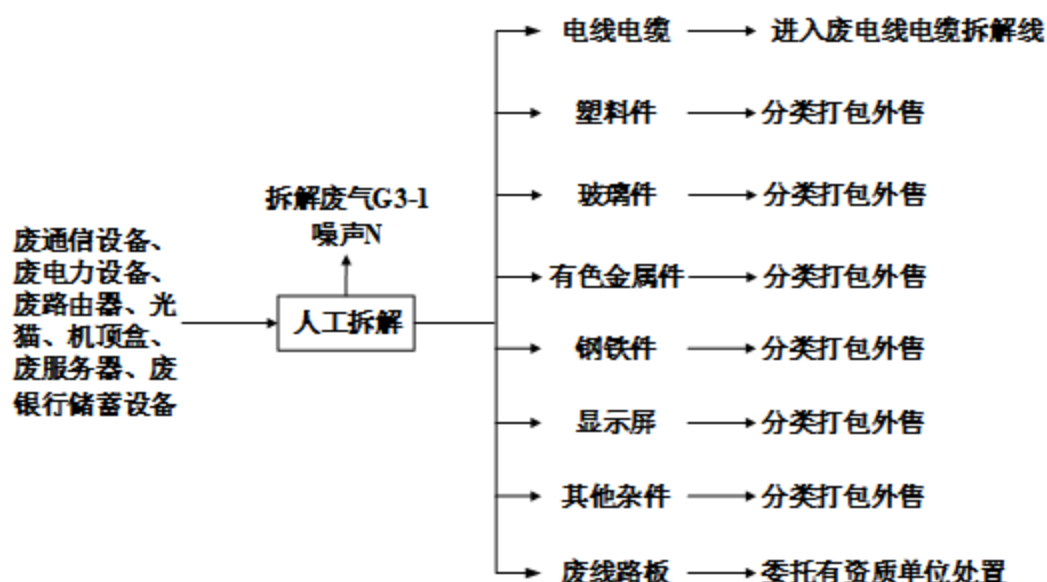 废通信设备、
废电力设备、
废路由器、光
猫、机顶盒、
废服务器、废
银行储蓄设备
拆解废气G3-1
噪声N
人工拆解
电线电缆 进入废电线电缆拆解线
塑料件 分类打包外售
玻璃件 分类打包外售
有色金属件 分类打包外售
钢铁件 分类打包外售
显示屏 分类打包外售
其他杂件 分类打包外售
废线路板 委托有资质单位处置